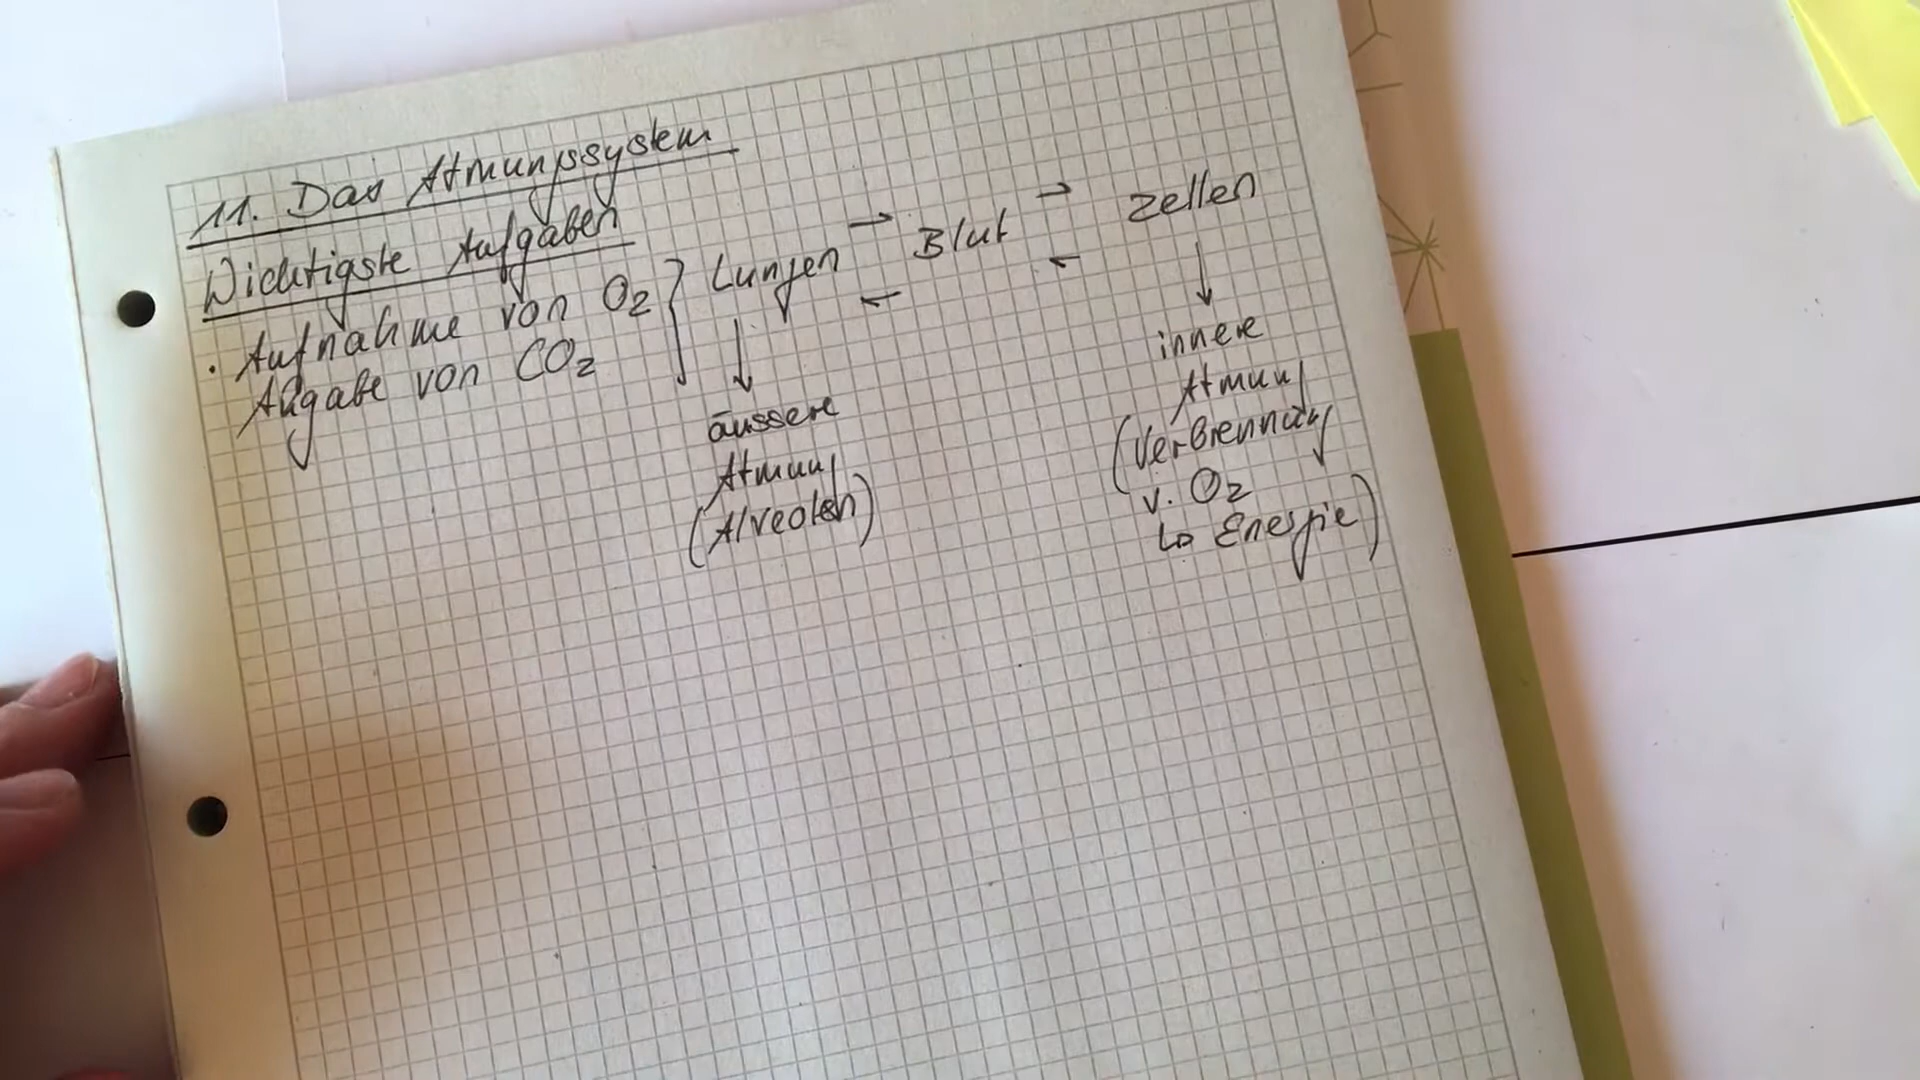 11. Das Atmungssystem
Wichtigste Aufgaben
· Aufnahme von O₂ } Lungen → ← Blut → ← Zellen
Abgabe von CO₂
↓
äussere
Atmung
(Alveolen)
↓
innere
Atmung
(Verbrennung
v. O₂
↳ Energie)